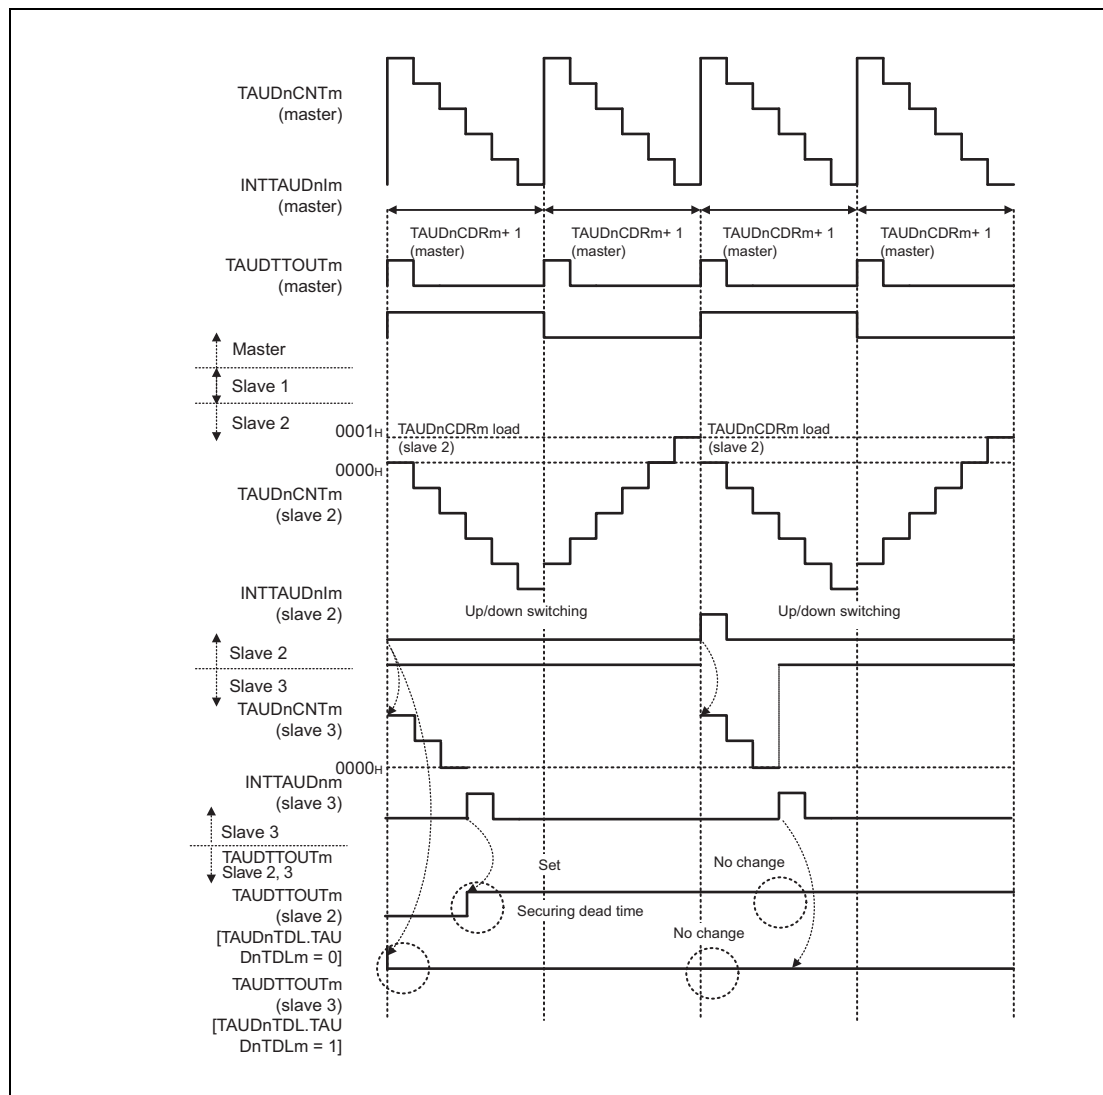 TAUDnCNTm
(master)
INTTAUDnIm
(master)
TAUDnCDRm+ 1
(master)
TAUDnCDRm+ 1
(master)
TAUDnCDRm+ 1
(master)
TAUDnCDRm+ 1
(master)
TAUDTTOUTm
(master)
Master
Slave 1
Slave 2
0001H
TAUDnCDRm load
(slave 2)
TAUDnCDRm load
(slave 2)
0000H
TAUDnCNTm
(slave 2)
INTTAUDnIm
(slave 2)
Up/down switching
Up/down switching
Slave 2
Slave 3
TAUDnCNTm
(slave 3)
0000H
INTTAUDnm
(slave 3)
Slave 3
TAUDTTOUTm
Slave 2, 3
Set
No change
TAUDTTOUTm
(slave 2)
[TAUDnTDL.TAU
DnTDLm = 0]
Securing dead time
No change
TAUDTTOUTm
(slave 3)
[TAUDnTDL.TAU
DnTDLm = 1]